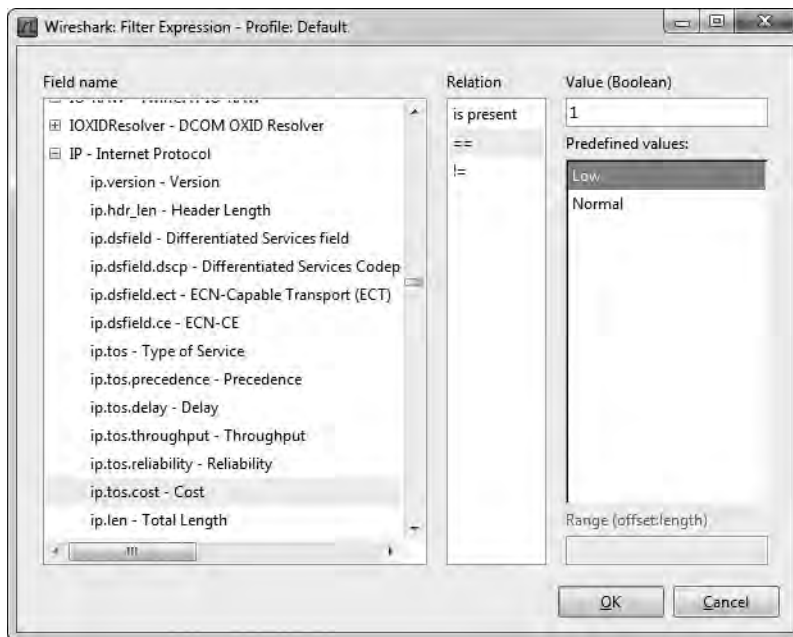 Wireshark: Filter Expression - Profile: Default
Field name
IOXIDResolver - DCOM OXID Resolver
IP - Internet Protocol
ip.version - Version
ip.hdr_len - Header Length
ip.dsfield - Differentiated Services field
ip.dsfield.dscp - Differentiated Services Codep
ip.dsfield.ect - ECN-Capable Transport (ECT)
ip.dsfield.ce - ECN-CE
ip.tos - Type of Service
ip.tos.precedence - Precedence
ip.tos.delay - Delay
ip.tos.throughput - Throughput
ip.tos.reliability - Reliability
ip.tos.cost - Cost
ip.len - Total Length
Relation
is present
==
!=
Value (Boolean)
1
Predefined values:
Low
Normal
Range (offset:length)
OK
Cancel